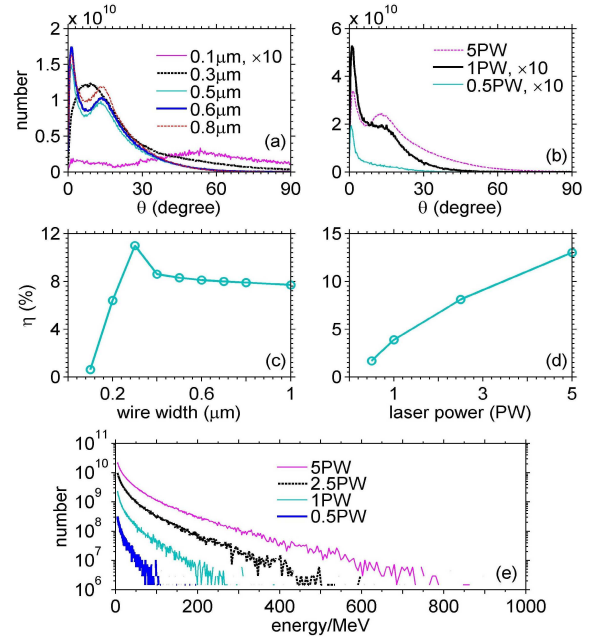 2 x 10^10
number
1.5
1
0.5
0
0 30 60 90
θ (degree)
0.1μm, ×10
0.3μm
0.5μm
0.6μm
0.8μm
(a)
6 x 10^10
4
2
0
0 30 60 90
θ (degree)
5PW
1PW, ×10
0.5PW, ×10
(b)
12
8
4
0
η (%)
0.2 0.6 1
wire width (μm)
(c)
15
10
5
0
1 3 5
laser power (PW)
(d)
10^11
10^10
10^9
10^8
10^7
10^6
number
0 200 400 600 800 1000
energy/MeV
5PW
2.5PW
1PW
0.5PW
(e)